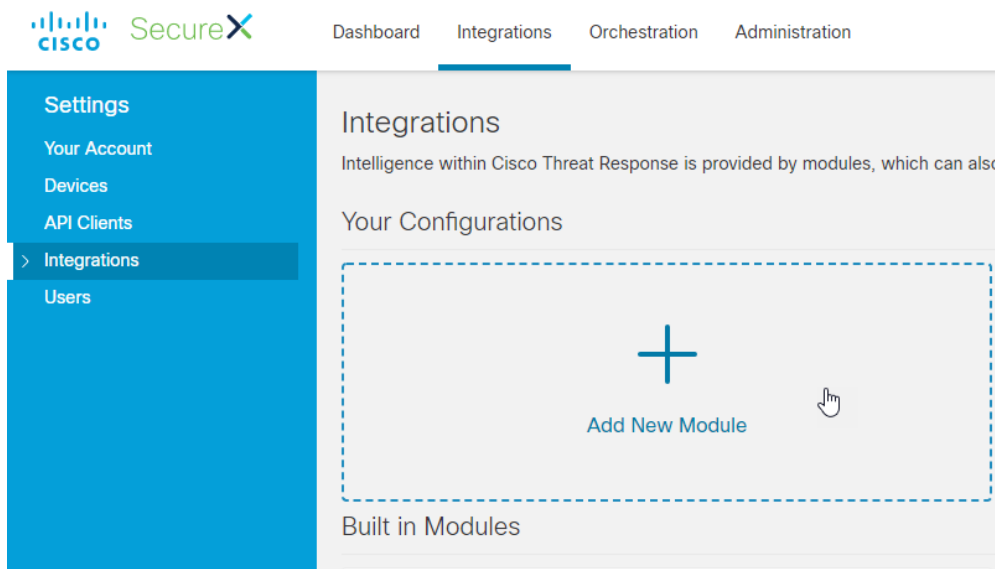 CISCO SecureX Dashboard Integrations Orchestration Administration
Settings
Your Account
Devices
API Clients
Integrations
Users
Integrations
Intelligence within Cisco Threat Response is provided by modules, which can also
Your Configurations
Add New Module
Built in Modules